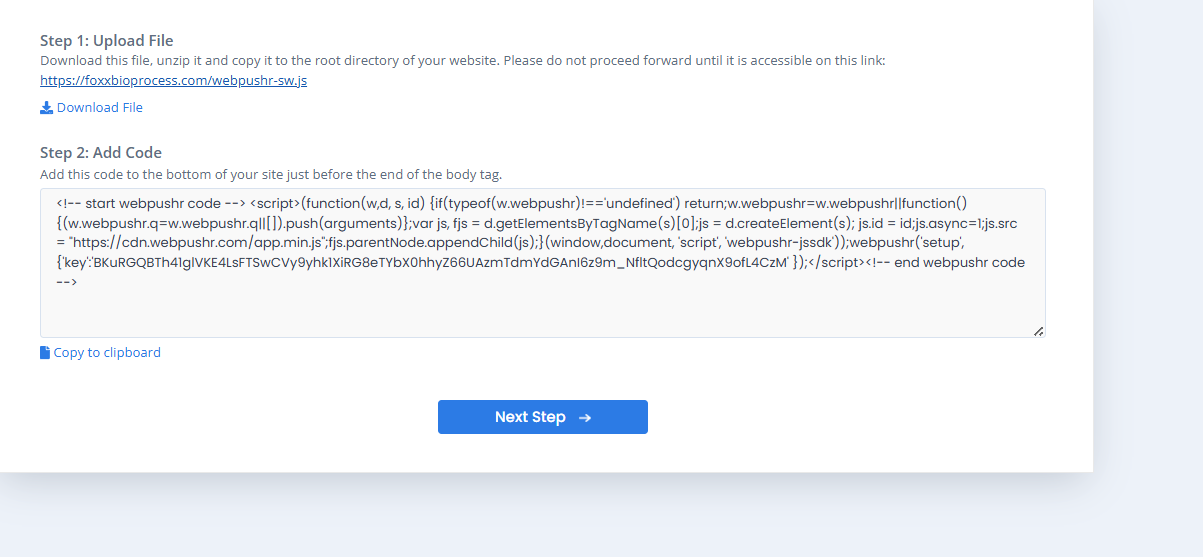 Step 1: Upload File
Download this file, unzip it and copy it to the root directory of your website. Please do not proceed forward until it is accessible on this link:
https://foxxbioprocess.com/webpushr-sw.js
Download File
Step 2: Add Code
Add this code to the bottom of your site just before the end of the body tag.
<!-- start webpushr code --> <script>(function(w,d, s, id) {if(typeof(w.webpushr)!=='undefined') return;w.webpushr=w.webpushr||function()
{(w.webpushr.q=w.webpushr.q||[]).push(arguments)};var js, fjs = d.getElementsByTagName(s)[0];js = d.createElement(s); js.id = id;js.async=1;js.src
= "https://cdn.webpushr.com/app.min.js";fjs.parentNode.appendChild(js);}(window,document, 'script', 'webpushr-jssdk'));webpushr('setup',
{'key':'BKuRGQBTh41glVKE4LsFTSwCVy9yhk1XiRG8eTYbX0hhyZ66UAzmTdmYdGAnI6z9m_NfltQodcgyqnX9ofL4CzM' });</script><!-- end webpushr code
-->
Copy to clipboard
Next Step →